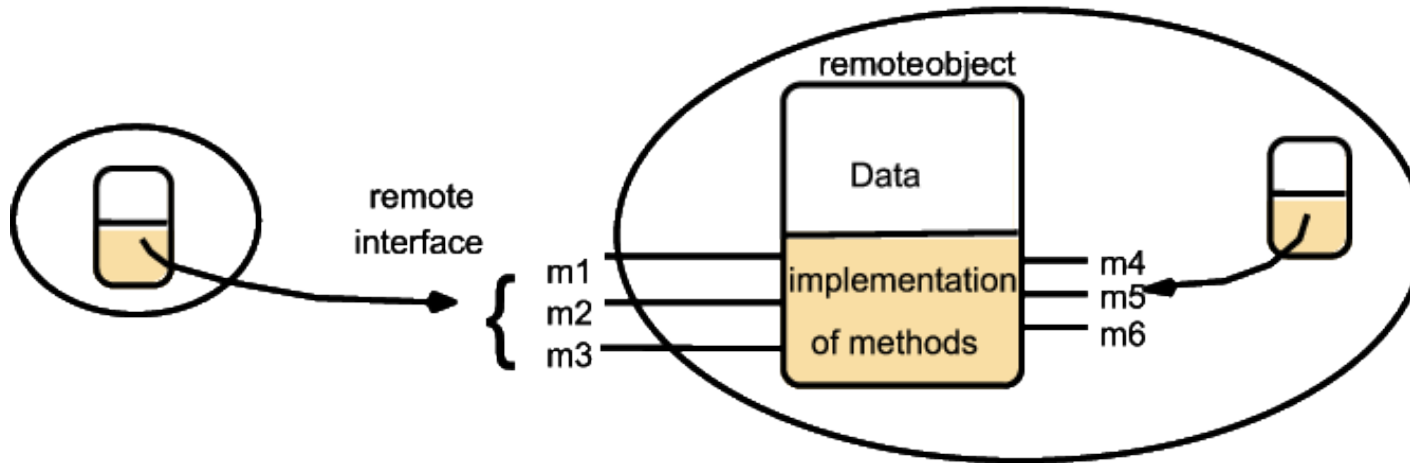 remoteobject
Data
remote
interface
{
m1
m2
m3
implementation
of methods
m4
m5
m6